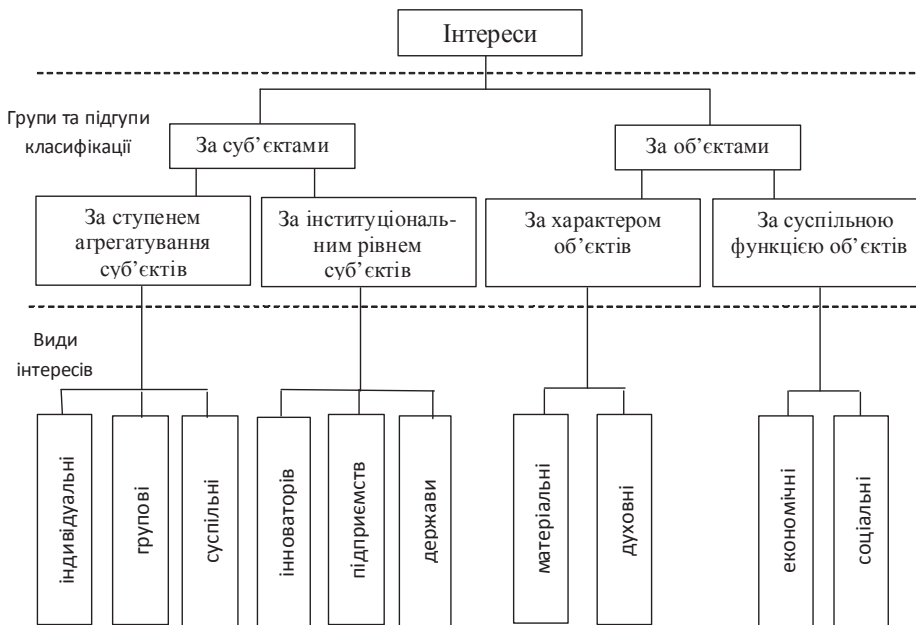 Інтереси
Групи та підгупи
класифікації
За суб’єктами
За об’єктами
За ступенем
агрегатування
суб’єктів
За інституціональ-
ним рівнем
суб’єктів
За характером
об’єктів
За суспільною
функцією об’єктів
Види
інтересів
індивідуальні
групові
суспільні
інноваторів
підприємств
держави
матеріальні
духовні
економічні
соціальні